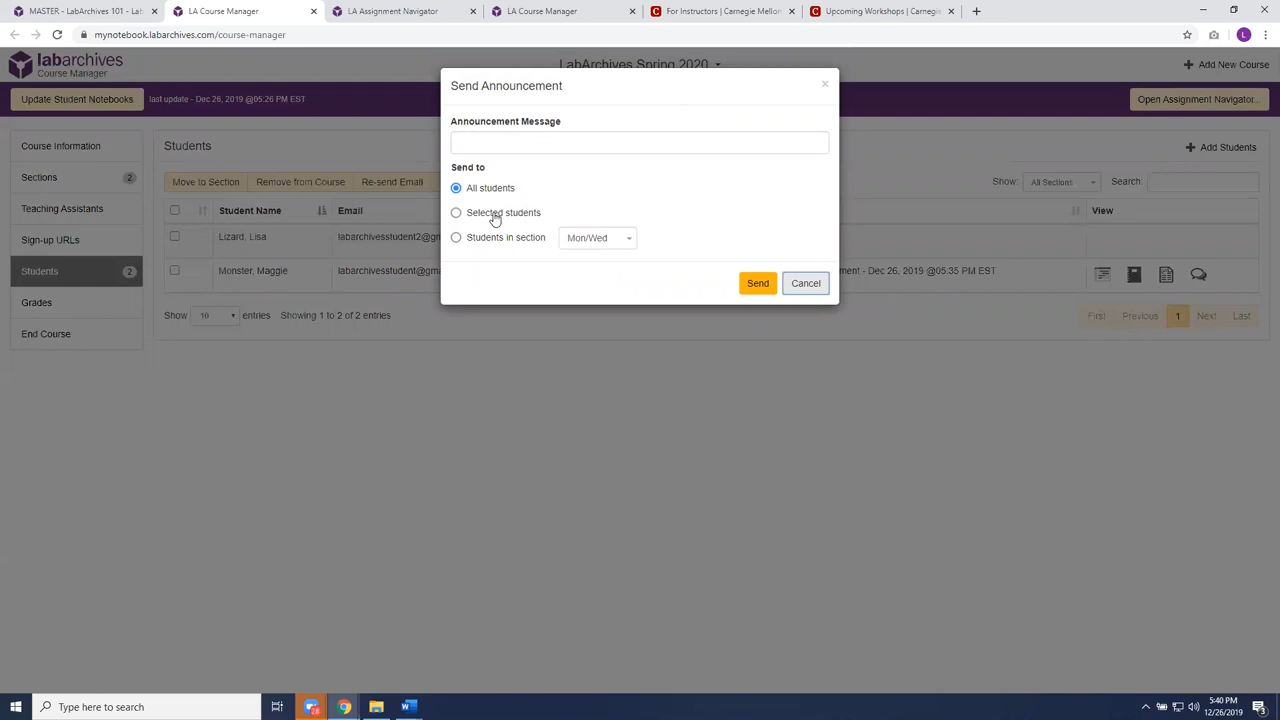 MASTER - LabArchives 101 - Lab
LA Course Manager
LA Assignment Navigator
LA Course Manager
For Instructors | Carnegie Mellon
Upcoming Workshops | Carnegie
mynotebook.labarchives.com/course-manager
L
labarchives
Course Manager
LabArchives Spring 2020
Add New Course
Update Student Notebooks
last update - Dec 26, 2019 @05:26 PM EST
Open Assignment Navigator...
Send Announcement
×
Announcement Message
Send to
All students
Selected students
Students in section
Mon/Wed
Send
Cancel
Course Information
Sections
2
Teaching Assistants
Sign-up URLs
Students
2
Grades
End Course
Students
Add Students
Move to Section
Remove from Course
Re-send Email
Show:
All Sections
Search:
Student Name
Email
View
Lizard, Lisa
labarchivesstudent2@gm
Monster, Maggie
labarchivesstudent@gma
ment - Dec 26, 2019 @05:35 PM EST
Show
10
entries
Showing 1 to 2 of 2 entries
First
Previous
1
Next
Last
Type here to search
5:40 PM
12/26/2019